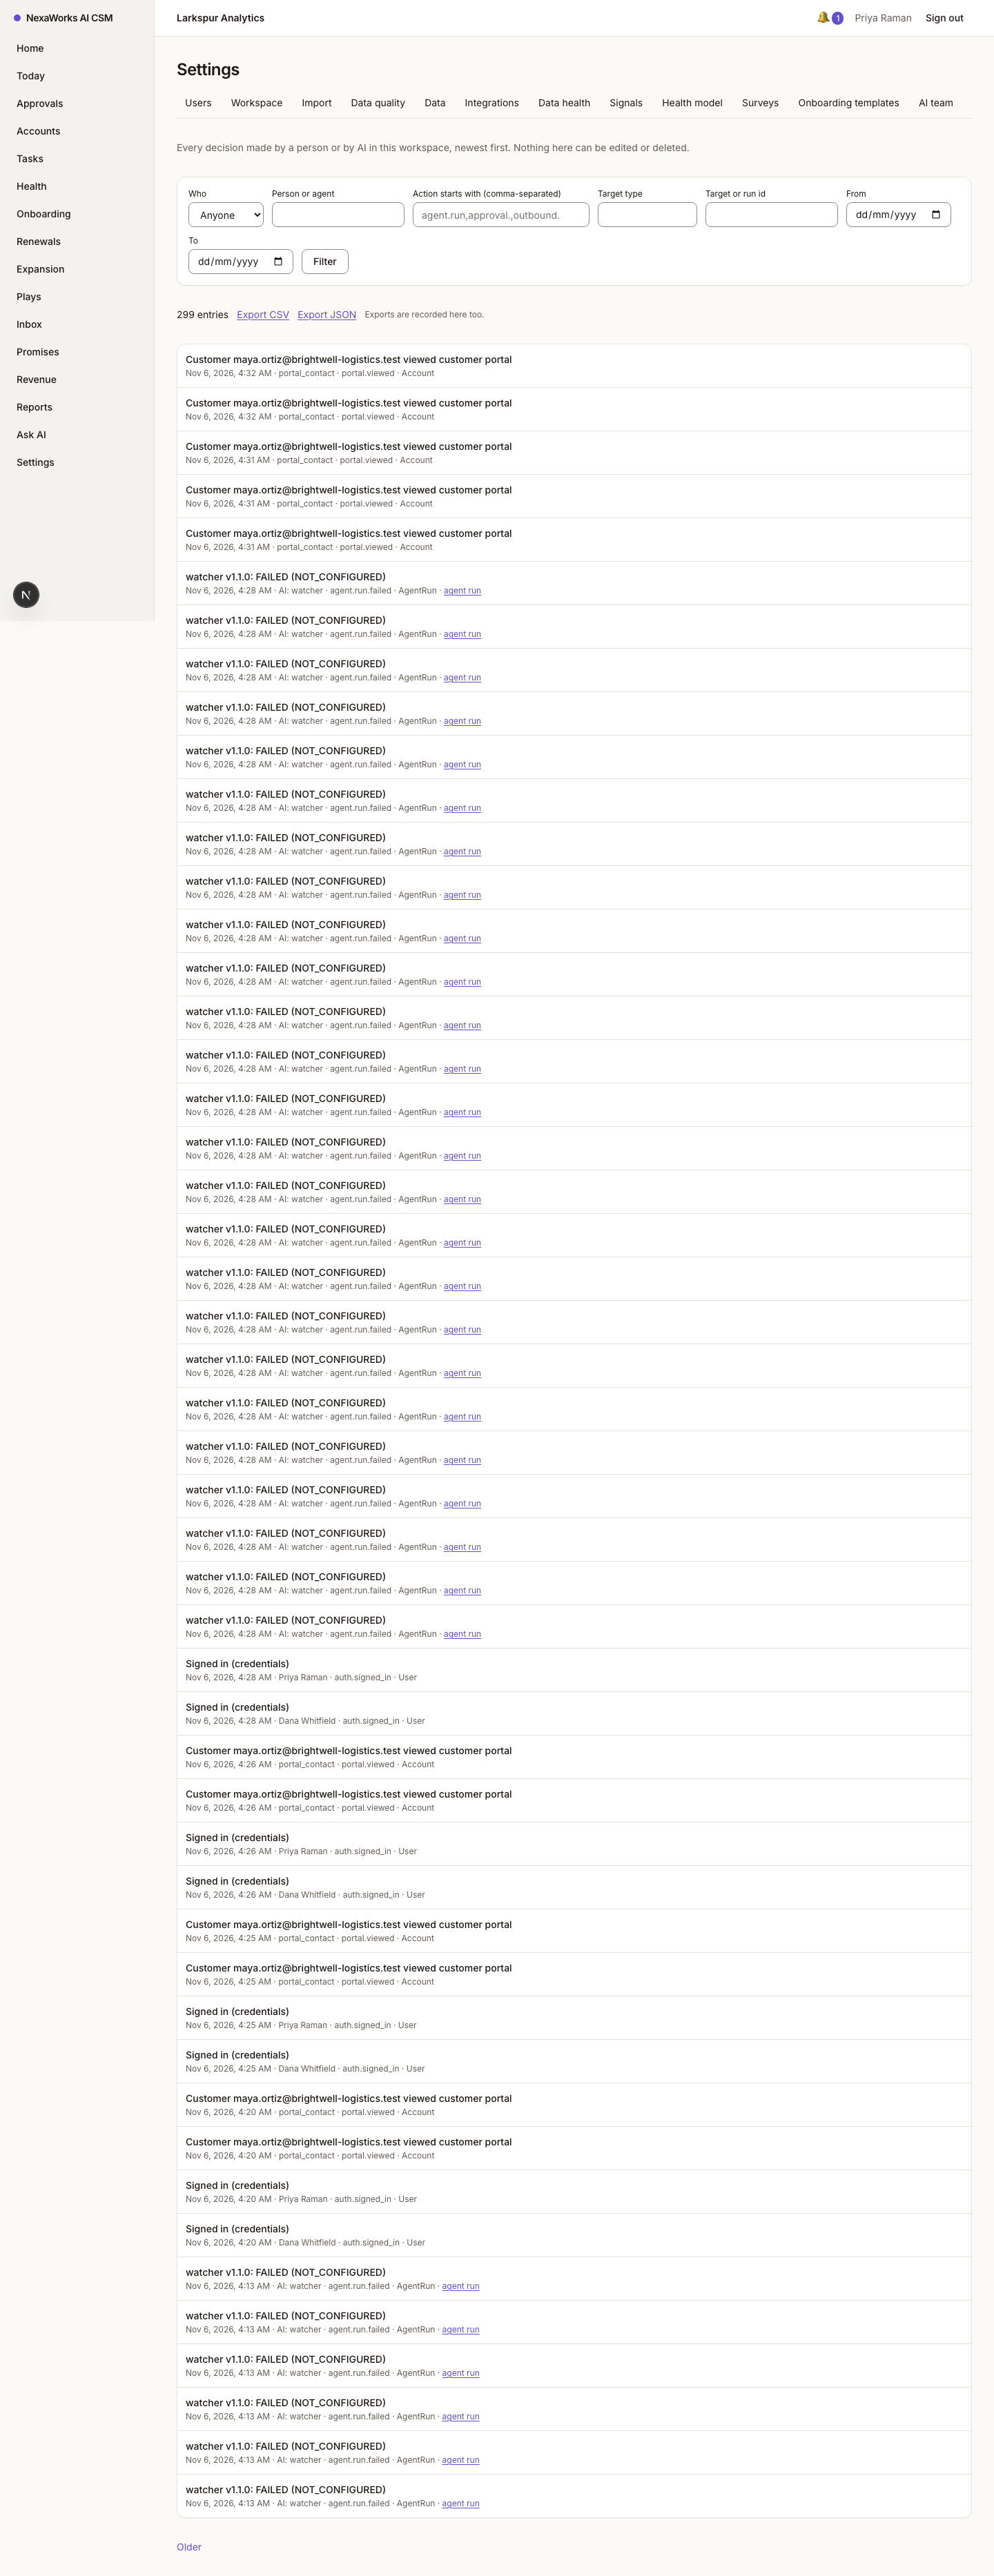 NexaWorks AI CSM
Home
Today
Approvals
Accounts
Tasks
Health
Onboarding
Renewals
Expansion
Plays
Inbox
Promises
Revenue
Reports
Ask AI
Settings
N
Larkspur Analytics
1
Priya Raman
Sign out
Settings
Users Workspace Import Data quality Data Integrations Data health Signals Health model Surveys Onboarding templates AI team
Every decision made by a person or by AI in this workspace, newest first. Nothing here can be edited or deleted.
Who Person or agent Action starts with (comma-separated) Target type Target or run id From
Anyone agent.run,approval.,outbound. dd/mm/yyyy
To
dd/mm/yyyy Filter
299 entries Export CSV Export JSON Exports are recorded here too.
Customer maya.ortiz@brightwell-logistics.test viewed customer portal
Nov 6, 2026, 4:32 AM · portal_contact · portal.viewed · Account
Customer maya.ortiz@brightwell-logistics.test viewed customer portal
Nov 6, 2026, 4:32 AM · portal_contact · portal.viewed · Account
Customer maya.ortiz@brightwell-logistics.test viewed customer portal
Nov 6, 2026, 4:31 AM · portal_contact · portal.viewed · Account
Customer maya.ortiz@brightwell-logistics.test viewed customer portal
Nov 6, 2026, 4:31 AM · portal_contact · portal.viewed · Account
Customer maya.ortiz@brightwell-logistics.test viewed customer portal
Nov 6, 2026, 4:31 AM · portal_contact · portal.viewed · Account
watcher v1.1.0: FAILED (NOT_CONFIGURED)
Nov 6, 2026, 4:28 AM · AI: watcher · agent.run.failed · AgentRun · agent run
watcher v1.1.0: FAILED (NOT_CONFIGURED)
Nov 6, 2026, 4:28 AM · AI: watcher · agent.run.failed · AgentRun · agent run
watcher v1.1.0: FAILED (NOT_CONFIGURED)
Nov 6, 2026, 4:28 AM · AI: watcher · agent.run.failed · AgentRun · agent run
watcher v1.1.0: FAILED (NOT_CONFIGURED)
Nov 6, 2026, 4:28 AM · AI: watcher · agent.run.failed · AgentRun · agent run
watcher v1.1.0: FAILED (NOT_CONFIGURED)
Nov 6, 2026, 4:28 AM · AI: watcher · agent.run.failed · AgentRun · agent run
watcher v1.1.0: FAILED (NOT_CONFIGURED)
Nov 6, 2026, 4:28 AM · AI: watcher · agent.run.failed · AgentRun · agent run
watcher v1.1.0: FAILED (NOT_CONFIGURED)
Nov 6, 2026, 4:28 AM · AI: watcher · agent.run.failed · AgentRun · agent run
watcher v1.1.0: FAILED (NOT_CONFIGURED)
Nov 6, 2026, 4:28 AM · AI: watcher · agent.run.failed · AgentRun · agent run
watcher v1.1.0: FAILED (NOT_CONFIGURED)
Nov 6, 2026, 4:28 AM · AI: watcher · agent.run.failed · AgentRun · agent run
watcher v1.1.0: FAILED (NOT_CONFIGURED)
Nov 6, 2026, 4:28 AM · AI: watcher · agent.run.failed · AgentRun · agent run
watcher v1.1.0: FAILED (NOT_CONFIGURED)
Nov 6, 2026, 4:28 AM · AI: watcher · agent.run.failed · AgentRun · agent run
watcher v1.1.0: FAILED (NOT_CONFIGURED)
Nov 6, 2026, 4:28 AM · AI: watcher · agent.run.failed · AgentRun · agent run
watcher v1.1.0: FAILED (NOT_CONFIGURED)
Nov 6, 2026, 4:28 AM · AI: watcher · agent.run.failed · AgentRun · agent run
watcher v1.1.0: FAILED (NOT_CONFIGURED)
Nov 6, 2026, 4:28 AM · AI: watcher · agent.run.failed · AgentRun · agent run
watcher v1.1.0: FAILED (NOT_CONFIGURED)
Nov 6, 2026, 4:28 AM · AI: watcher · agent.run.failed · AgentRun · agent run
watcher v1.1.0: FAILED (NOT_CONFIGURED)
Nov 6, 2026, 4:28 AM · AI: watcher · agent.run.failed · AgentRun · agent run
watcher v1.1.0: FAILED (NOT_CONFIGURED)
Nov 6, 2026, 4:28 AM · AI: watcher · agent.run.failed · AgentRun · agent run
watcher v1.1.0: FAILED (NOT_CONFIGURED)
Nov 6, 2026, 4:28 AM · AI: watcher · agent.run.failed · AgentRun · agent run
watcher v1.1.0: FAILED (NOT_CONFIGURED)
Nov 6, 2026, 4:28 AM · AI: watcher · agent.run.failed · AgentRun · agent run
watcher v1.1.0: FAILED (NOT_CONFIGURED)
Nov 6, 2026, 4:28 AM · AI: watcher · agent.run.failed · AgentRun · agent run
watcher v1.1.0: FAILED (NOT_CONFIGURED)
Nov 6, 2026, 4:28 AM · AI: watcher · agent.run.failed · AgentRun · agent run
watcher v1.1.0: FAILED (NOT_CONFIGURED)
Nov 6, 2026, 4:28 AM · AI: watcher · agent.run.failed · AgentRun · agent run
watcher v1.1.0: FAILED (NOT_CONFIGURED)
Nov 6, 2026, 4:28 AM · AI: watcher · agent.run.failed · AgentRun · agent run
watcher v1.1.0: FAILED (NOT_CONFIGURED)
Nov 6, 2026, 4:28 AM · AI: watcher · agent.run.failed · AgentRun · agent run
watcher v1.1.0: FAILED (NOT_CONFIGURED)
Nov 6, 2026, 4:28 AM · AI: watcher · agent.run.failed · AgentRun · agent run
Signed in (credentials)
Nov 6, 2026, 4:28 AM · Priya Raman · auth.signed_in · User
Signed in (credentials)
Nov 6, 2026, 4:28 AM · Dana Whitfield · auth.signed_in · User
Customer maya.ortiz@brightwell-logistics.test viewed customer portal
Nov 6, 2026, 4:26 AM · portal_contact · portal.viewed · Account
Customer maya.ortiz@brightwell-logistics.test viewed customer portal
Nov 6, 2026, 4:26 AM · portal_contact · portal.viewed · Account
Signed in (credentials)
Nov 6, 2026, 4:26 AM · Priya Raman · auth.signed_in · User
Signed in (credentials)
Nov 6, 2026, 4:26 AM · Dana Whitfield · auth.signed_in · User
Customer maya.ortiz@brightwell-logistics.test viewed customer portal
Nov 6, 2026, 4:25 AM · portal_contact · portal.viewed · Account
Customer maya.ortiz@brightwell-logistics.test viewed customer portal
Nov 6, 2026, 4:25 AM · portal_contact · portal.viewed · Account
Signed in (credentials)
Nov 6, 2026, 4:25 AM · Priya Raman · auth.signed_in · User
Signed in (credentials)
Nov 6, 2026, 4:25 AM · Dana Whitfield · auth.signed_in · User
Customer maya.ortiz@brightwell-logistics.test viewed customer portal
Nov 6, 2026, 4:20 AM · portal_contact · portal.viewed · Account
Customer maya.ortiz@brightwell-logistics.test viewed customer portal
Nov 6, 2026, 4:20 AM · portal_contact · portal.viewed · Account
Signed in (credentials)
Nov 6, 2026, 4:20 AM · Priya Raman · auth.signed_in · User
Signed in (credentials)
Nov 6, 2026, 4:20 AM · Dana Whitfield · auth.signed_in · User
watcher v1.1.0: FAILED (NOT_CONFIGURED)
Nov 6, 2026, 4:13 AM · AI: watcher · agent.run.failed · AgentRun · agent run
watcher v1.1.0: FAILED (NOT_CONFIGURED)
Nov 6, 2026, 4:13 AM · AI: watcher · agent.run.failed · AgentRun · agent run
watcher v1.1.0: FAILED (NOT_CONFIGURED)
Nov 6, 2026, 4:13 AM · AI: watcher · agent.run.failed · AgentRun · agent run
watcher v1.1.0: FAILED (NOT_CONFIGURED)
Nov 6, 2026, 4:13 AM · AI: watcher · agent.run.failed · AgentRun · agent run
watcher v1.1.0: FAILED (NOT_CONFIGURED)
Nov 6, 2026, 4:13 AM · AI: watcher · agent.run.failed · AgentRun · agent run
watcher v1.1.0: FAILED (NOT_CONFIGURED)
Nov 6, 2026, 4:13 AM · AI: watcher · agent.run.failed · AgentRun · agent run
Older